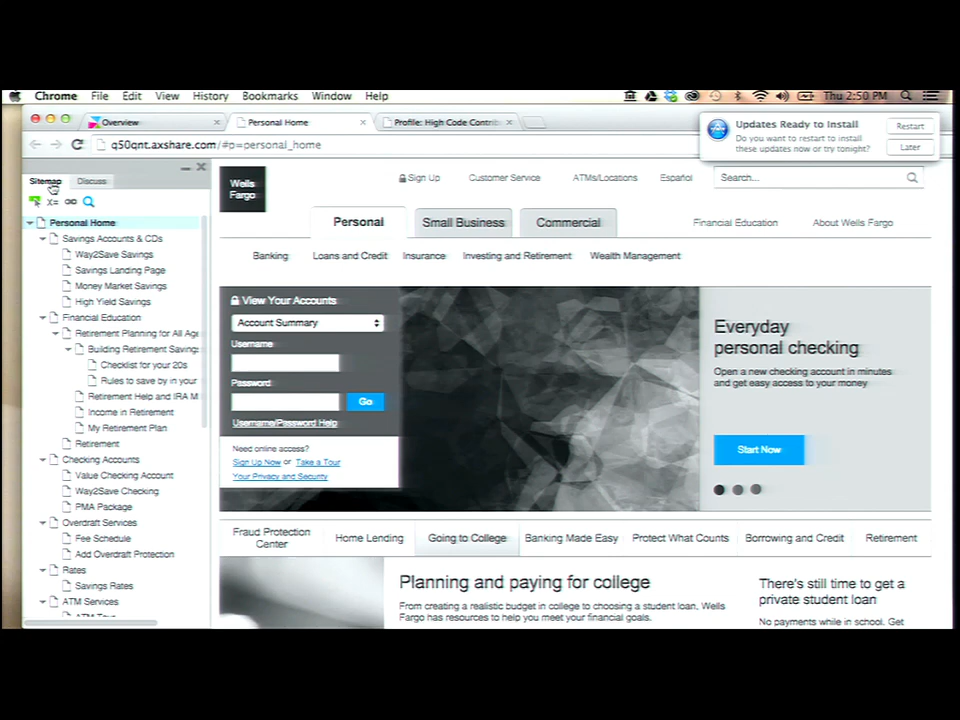 Chrome File Edit View History Bookmarks Window Help
Thu 2:50 PM
Overview
Personal Home
Profile: High Code Contrib
Updates Ready to Install
Do you want to restart to install
these updates now or try tonight?
Restart
Later
q50qnt.axshare.com/#p=personal_home
Sitemap
Discuss
Personal Home
Savings Accounts & CDs
Way2Save Savings
Savings Landing Page
Money Market Savings
High Yield Savings
Financial Education
Retirement Planning for All Ag
Building Retirement Savings
Checklist for your 20s
Rules to save by in your
Retirement Help and IRA M
Income in Retirement
My Retirement Plan
Retirement
Checking Accounts
Value Checking Account
Way2Save Checking
PMA Package
Overdraft Services
Fee Schedule
Add Overdraft Protection
Rates
Savings Rates
ATM Services
Wells
Fargo
Sign Up
Customer Service
ATMs/Locations
Español
Search...
Personal
Small Business
Commercial
Financial Education
About Wells Fargo
Banking
Loans and Credit
Insurance
Investing and Retirement
Wealth Management
View Your Accounts
Account Summary
Username
Password
Go
Username/Password Help
Need online access?
Sign Up Now or Take a Tour
Your Privacy and Security
Everyday
personal checking
Open a new checking account in minutes
and get easy access to your money
Start Now
Fraud Protection
Center
Home Lending
Going to College
Banking Made Easy
Protect What Counts
Borrowing and Credit
Retirement
Planning and paying for college
From creating a realistic budget in college to choosing a student loan, Wells
Fargo has resources to help you meet your financial goals.
There's still time to get a
private student loan
No payments while in school. Get